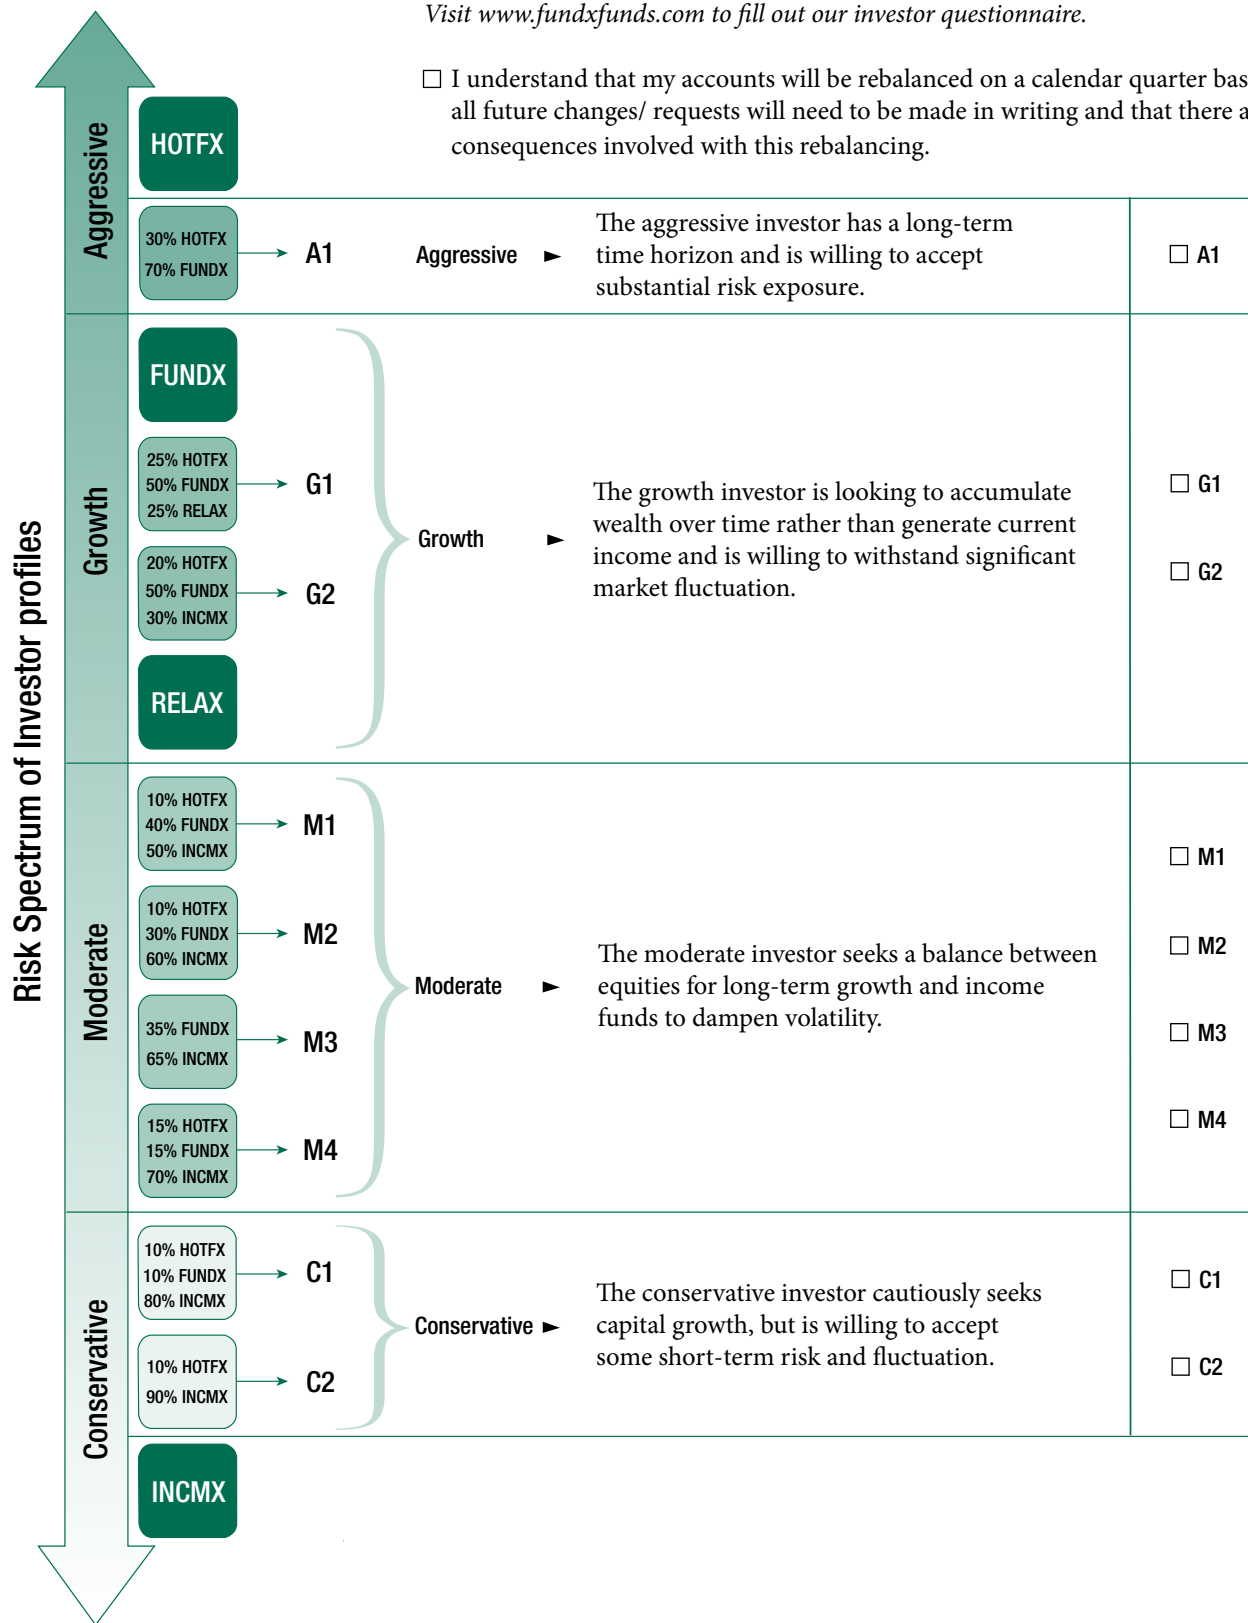 Visit www.fundxfunds.com to fill out our investor questionnaire.
I understand that my accounts will be rebalanced on a calendar quarter bas
all future changes/ requests will need to be made in writing and that there a
consequences involved with this rebalancing.
Risk Spectrum of Investor profiles
Aggressive
HOTFX
30% HOTFX
70% FUNDX
A1
Aggressive ►
The aggressive investor has a long-term
time horizon and is willing to accept
substantial risk exposure.
A1
Growth
FUNDX
25% HOTFX
50% FUNDX
25% RELAX
G1
20% HOTFX
50% FUNDX
30% INCMX
G2
RELAX
Growth ►
The growth investor is looking to accumulate
wealth over time rather than generate current
income and is willing to withstand significant
market fluctuation.
G1
G2
Moderate
10% HOTFX
40% FUNDX
50% INCMX
M1
10% HOTFX
30% FUNDX
60% INCMX
M2
35% FUNDX
65% INCMX
M3
15% HOTFX
15% FUNDX
70% INCMX
M4
Moderate ►
The moderate investor seeks a balance between
equities for long-term growth and income
funds to dampen volatility.
M1
M2
M3
M4
Conservative
10% HOTFX
10% FUNDX
80% INCMX
C1
10% HOTFX
90% INCMX
C2
Conservative ►
The conservative investor cautiously seeks
capital growth, but is willing to accept
some short-term risk and fluctuation.
C1
C2
INCMX